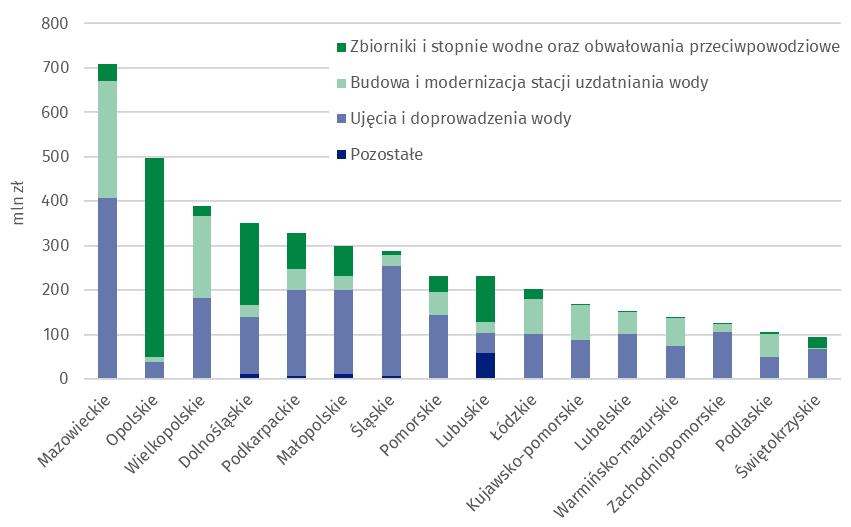 800
700
600
500
400
300
200
100
0
mln zł
Zbiorniki i stopnie wodne oraz obwałowania przeciwpowodziowe
Budowa i modernizacja stacji uzdatniania wody
Ujęcia i doprowadzenia wody
Pozostałe
Mazowieckie
Opolskie
Wielkopolskie
Dolnośląskie
Podkarpackie
Małopolskie
Śląskie
Pomorskie
Lubuskie
Łódzkie
Kujawsko-pomorskie
Lubelskie
Warmińsko-mazurskie
Zachodniopomorskie
Podlaskie
Świętokrzyskie